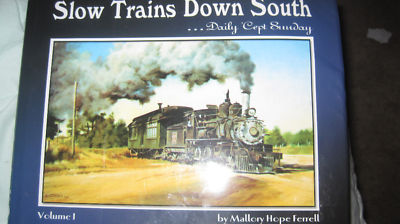 Slow Trains Down South
. . . Daily 'Cept Sunday
Volume I
by Mallory Hope Ferrell